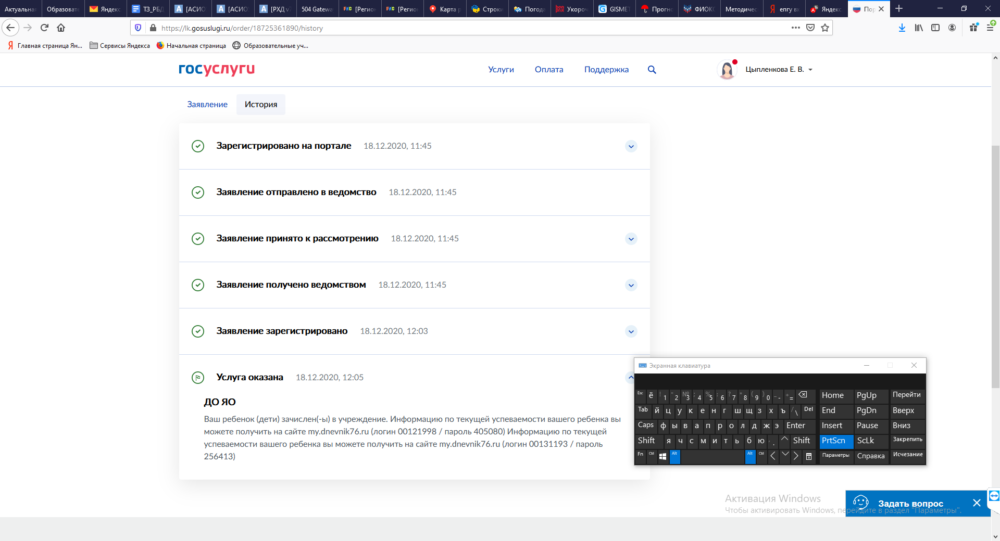 Актуальна
Образовате
Яндекс
ТЗ_РБД
[АСИО
[АСИО
[РХД v
504 Gatewa
[Регио
[Регио
Карта р
Строки
Погода
Укороч
GISMET
Прогно
ФИОКО
Методичес
епгу вх
Яндекс
Пор
https://lk.gosuslugi.ru/order/18725361890/history
Главная страница Ян...
Сервисы Яндекса
Начальная страница
Образовательные уч...
госуслуги
Услуги
Оплата
Поддержка
Цыпленкова Е. В.
Заявление
История
Зарегистрировано на портале 18.12.2020, 11:45
Заявление отправлено в ведомство 18.12.2020, 11:45
Заявление принято к рассмотрению 18.12.2020, 11:45
Заявление получено ведомством 18.12.2020, 11:45
Заявление зарегистрировано 18.12.2020, 12:03
Услуга оказана 18.12.2020, 12:05
ДО ЯО
Ваш ребенок (дети) зачислен(-ы) в учреждение. Информацию по текущей успеваемости вашего ребенка вы
можете получить на сайте my.dnevnik76.ru (логин 00121998 / пароль 405080) Информацию по текущей
успеваемости вашего ребенка вы можете получить на сайте my.dnevnik76.ru (логин 00131193 / пароль
256413)
Экранная клавиатура
Esc ё ! 1 " 2 № 3 ; 4 % 5 : 6 ? 7 * 8 ( 9 ) 0 _ - + = Home PgUp Перейти
Tab й ц у к е н г ш щ з х ъ / \ Del End PgDn Вверх
Caps ф ы в а п р о л д ж э Enter Insert Pause Вниз
Shift я ч с м и т ь б ю , . Shift PrtScn ScLk Закрепить
Fn Ctrl Alt Alt Ctrl Параметры Справка Исчезание
Активация Windows
Чтобы активировать Windows, перейдите в раздел "Параметры".
Задать вопрос